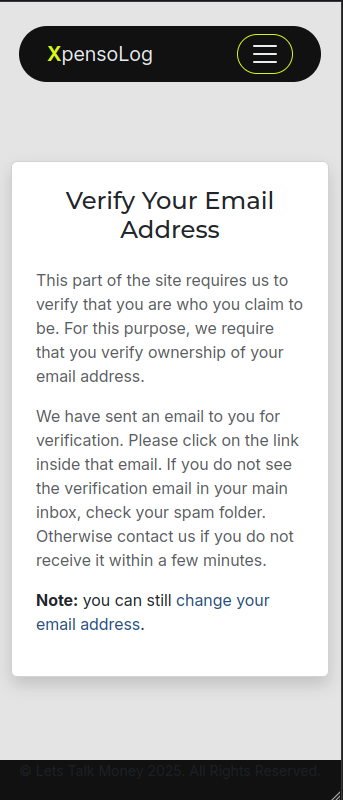 XpensoLog
Verify Your Email
Address
This part of the site requires us to
verify that you are who you claim to
be. For this purpose, we require
that you verify ownership of your
email address.
We have sent an email to you for
verification. Please click on the link
inside that email. If you do not see
the verification email in your main
inbox, check your spam folder.
Otherwise contact us if you do not
receive it within a few minutes.
Note: you can still change your
email address.
© Lets Talk Money 2025. All Rights Reserved.